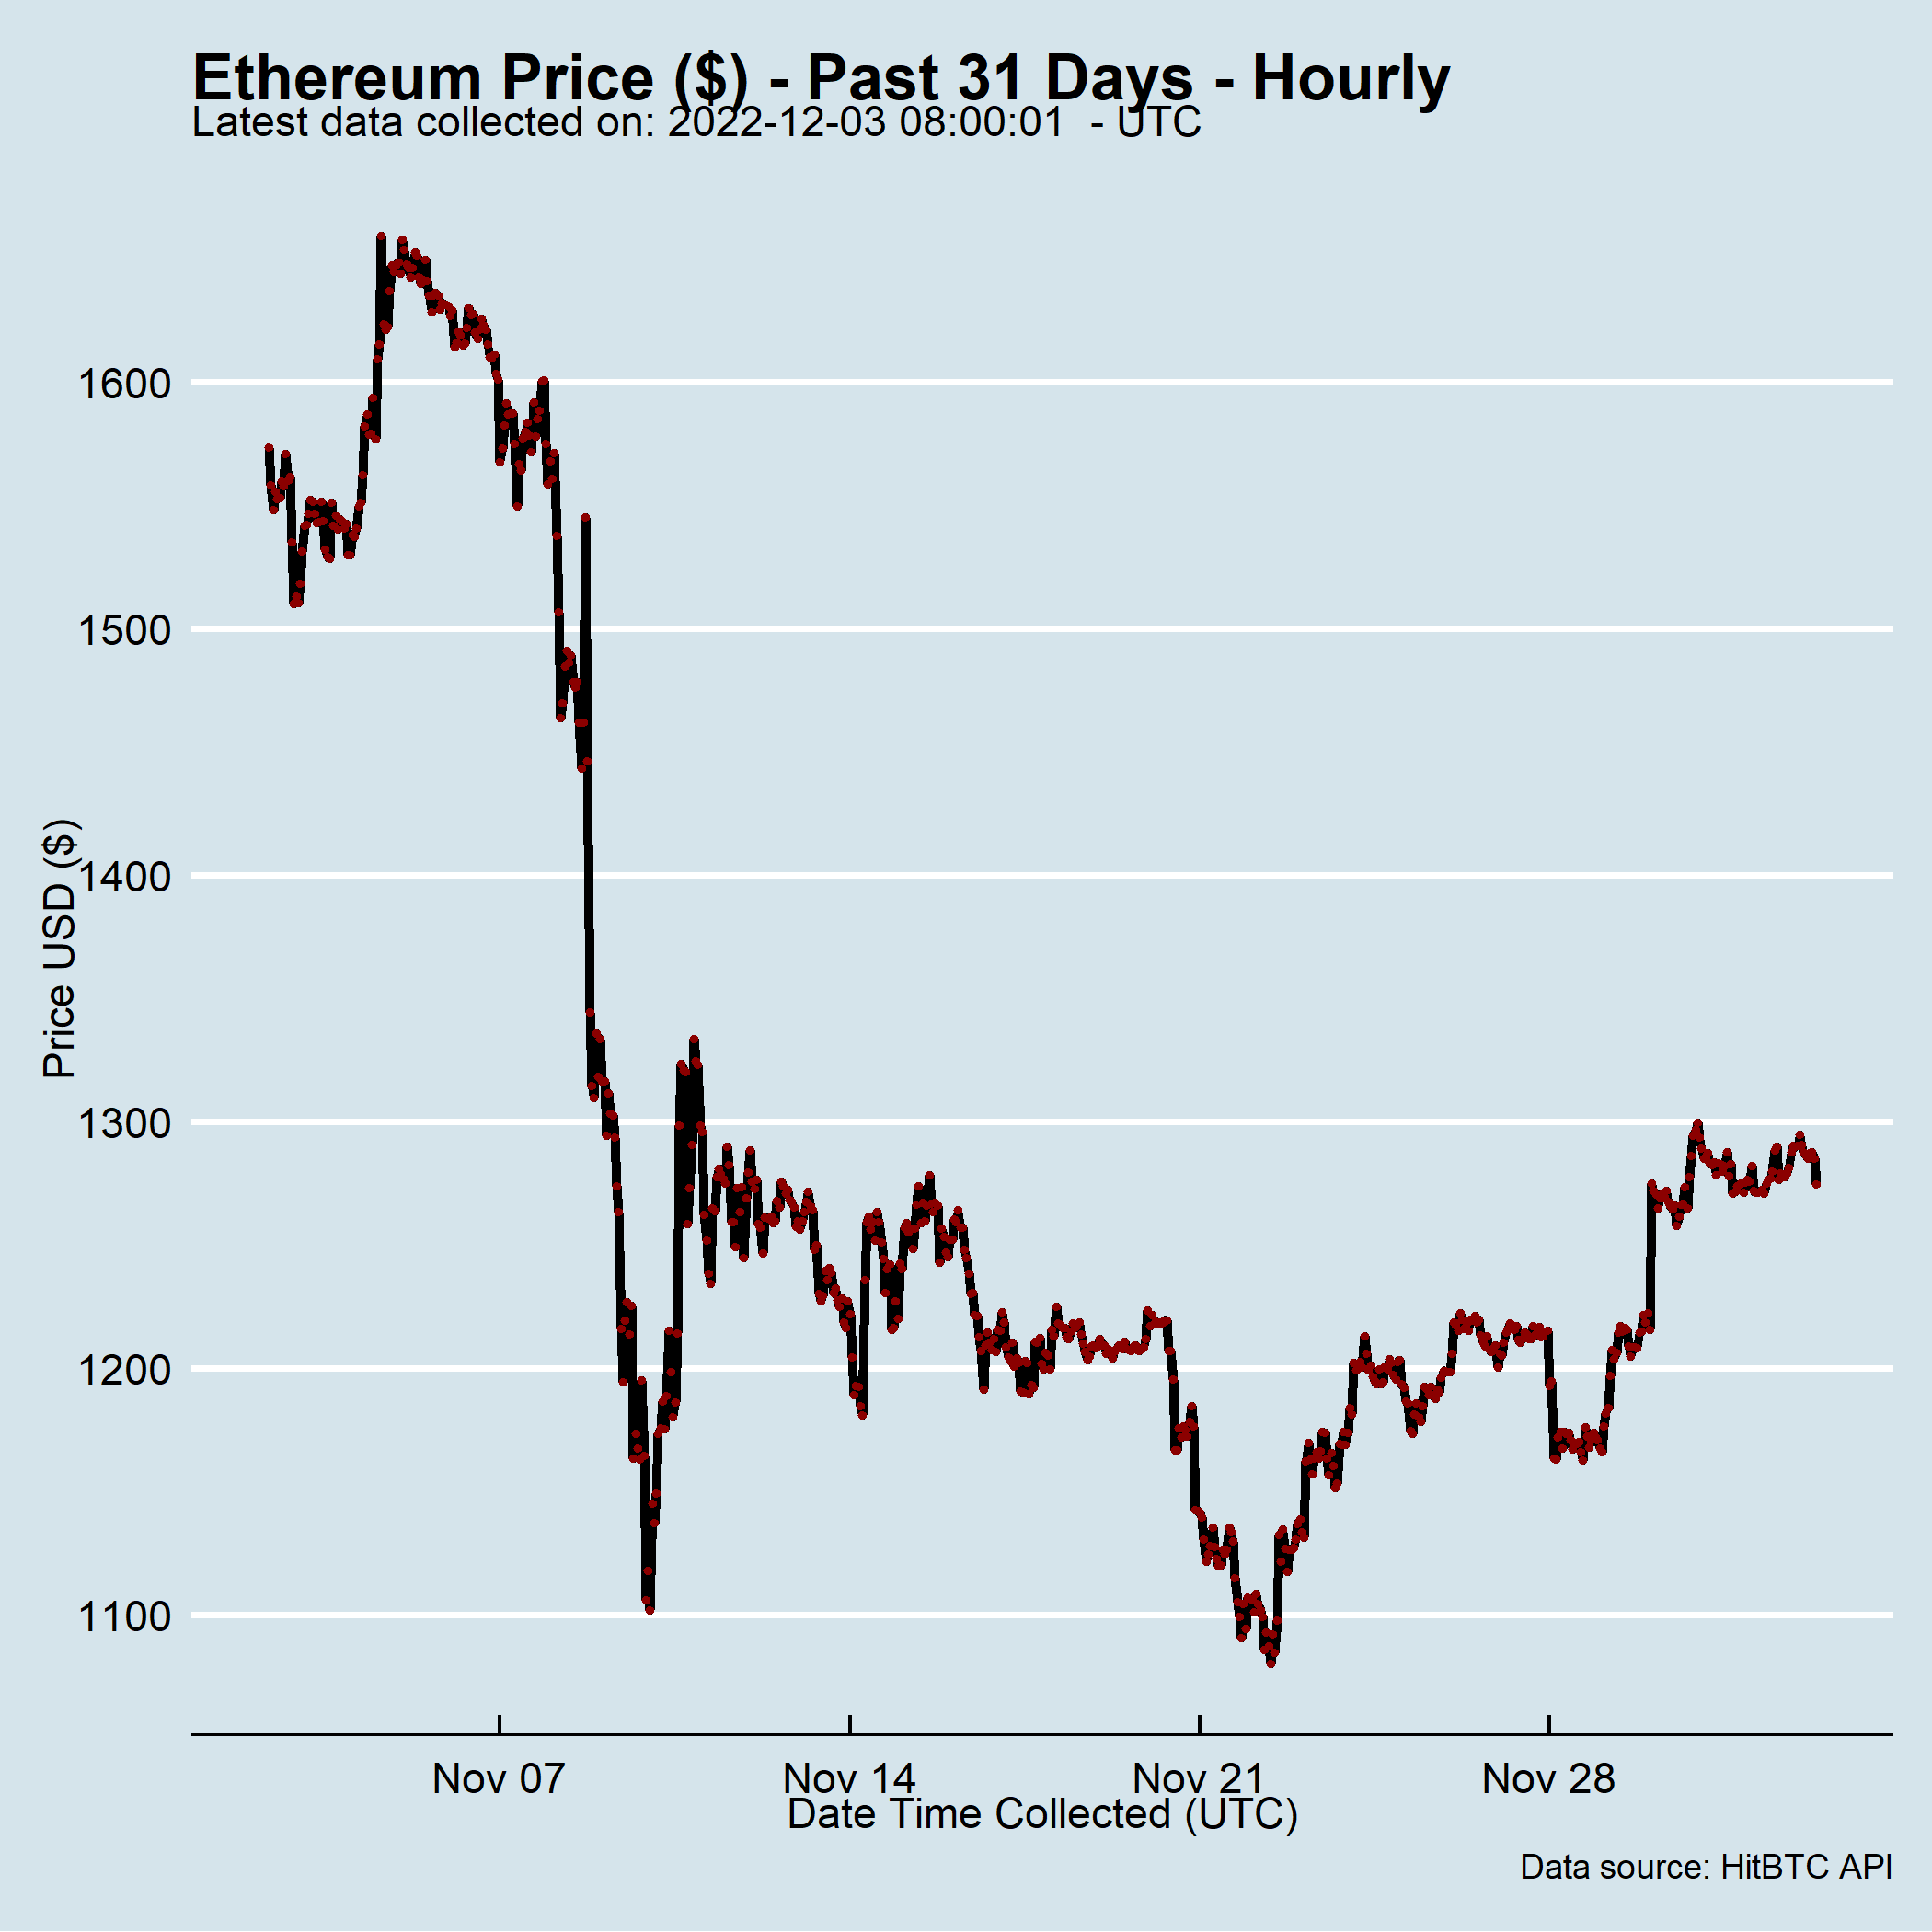 Ethereum Price ($) - Past 31 Days - Hourly
Latest data collected on: 2022-12-03 08:00:01  - UTC
Price USD ($)
1600
1500
1400
1300
1200
1100
Nov 07 Nov 14 Nov 21 Nov 28
Date Time Collected (UTC)
Data source: HitBTC API